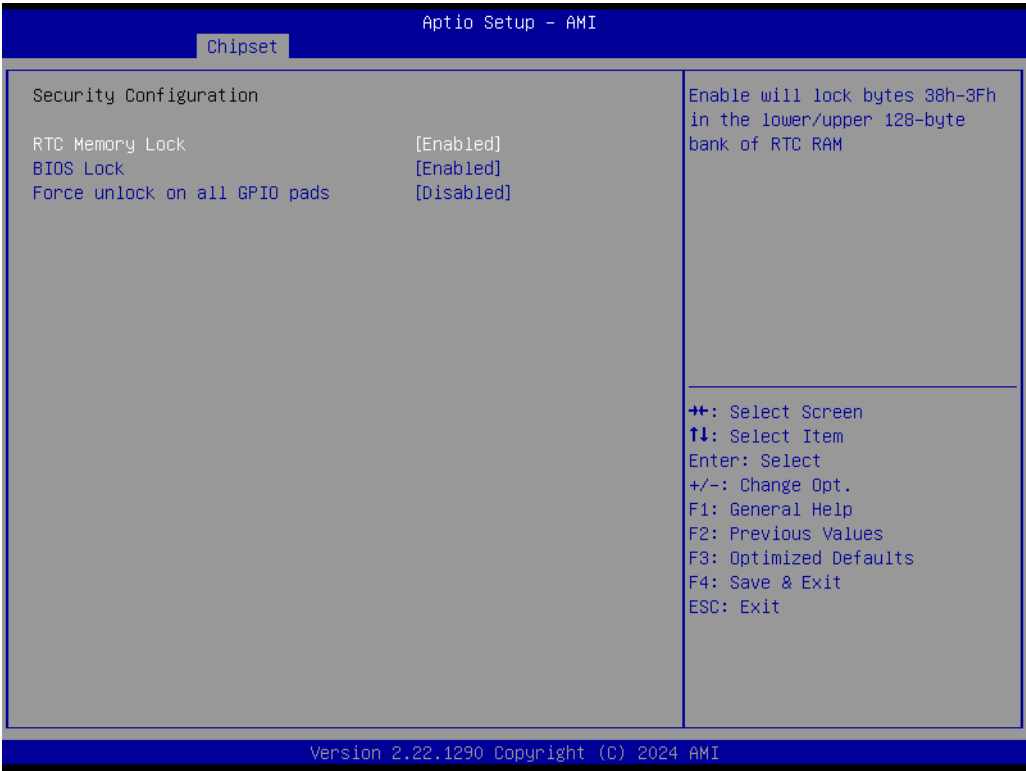 Aptio Setup - AMI
Chipset
Security Configuration
RTC Memory Lock [Enabled]
BIOS Lock [Enabled]
Force unlock on all GPIO pads [Disabled]
Enable will lock bytes 38h-3Fh
in the lower/upper 128-byte
bank of RTC RAM
→←: Select Screen
↑↓: Select Item
Enter: Select
+/-: Change Opt.
F1: General Help
F2: Previous Values
F3: Optimized Defaults
F4: Save & Exit
ESC: Exit
Version 2.22.1290 Copyright (C) 2024 AMI